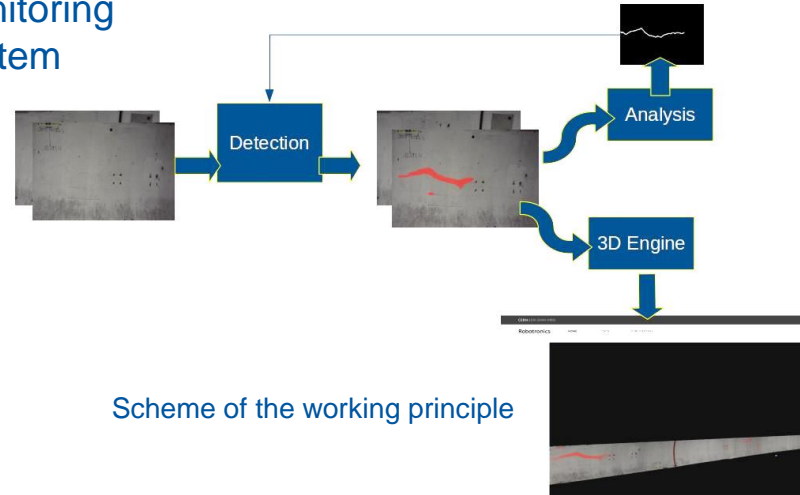 nitoring
tem
Detection
Analysis
3D Engine
Robotronics
Scheme of the working principle